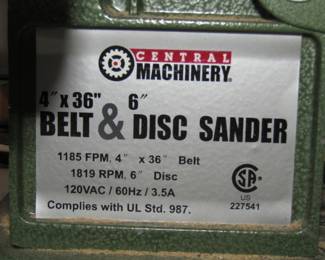 CENTRAL
MACHINERY®
4" x 36" 6"
BELT & DISC SANDER
1185 FPM, 4" x 36" Belt
1819 RPM, 6" Disc
120VAC / 60Hz / 3.5A
Complies with UL Std. 987.
SA
US
227541